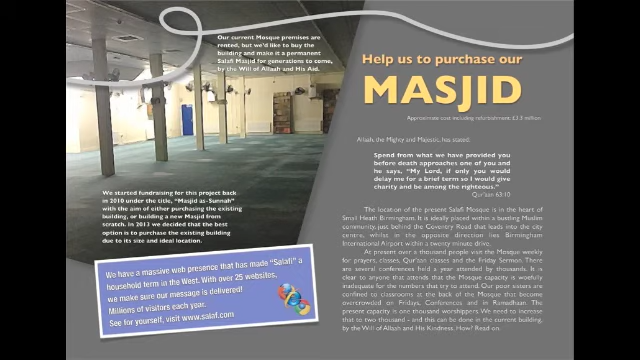 Our current Mosque premises are
rented, but we'd like to buy the
building and make it a permanent
Salafi Masjid for generations to come,
by the Will of Allaah and His Aid.
We started fundraising for this project back
in 2010 under the title, "Masjid as-Sunnah"
with the aim of either purchasing the existing
building, or building a new Masjid from
scratch. In 2012 we decided that the best
option is to purchase the existing building
due to its site and ideal location.
We have a massive web presence that has made "Salafi" a
household term in the West. With over 25 websites,
we make sure our message is delivered!
Millions of visitors each year.
See for yourself, visit www.salaf.com
Help us to purchase our
MASJID
Approximate cost including refurbishment: £3.3 million
Allaah, the Mighty and Majestic, has stated:
Spend from what we have provided you
before death approaches one of you and
he says, "My Lord, if only you would
delay me for a brief term so I would give
charity and be among the righteous."
Qur'aan 63:10
The location of the present Salafi Mosque is in the heart of
Small Heath Birmingham. It is ideally placed within a bustling Muslim
community, just behind the Coventry Road that leads into the city
centre, whilst in the opposite direction lies Birmingham
International Airport within a twenty minute drive.
At present over a thousand people visit the Mosque weekly
for prayers, classes, Qur'aan classes and the Friday Sermon. There
are several conferences held a year attended by thousands. It is
clear to anyone that attends that the Mosque capacity is woefully
inadequate for the numbers that try to attend. Our poor sisters are
confined to classrooms at the back of the Mosque that become
overcrowded on Fridays, Conferences and in Ramadhaan. The
present capacity is one thousand worshippers. We need to increase
that to two thousand - and this can be done in the current building,
by the Will of Allaah and His Kindness. How? Read on.